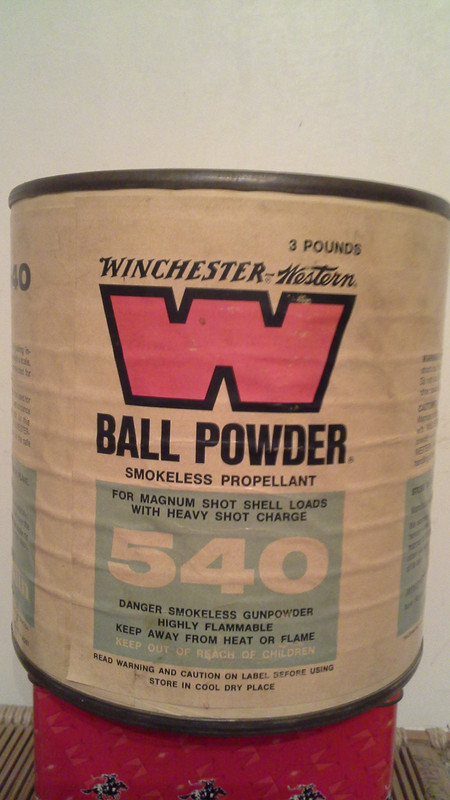 3 POUNDS
WINCHESTER-Western
W
BALL POWDER®
SMOKELESS PROPELLANT
FOR MAGNUM SHOT SHELL LOADS
WITH HEAVY SHOT CHARGE
540
DANGER SMOKELESS GUNPOWDER
HIGHLY FLAMMABLE
KEEP AWAY FROM HEAT OR FLAME
KEEP OUT OF REACH OF CHILDREN
READ WARNING AND CAUTION ON LABEL BEFORE USING
STORE IN COOL DRY PLACE
40